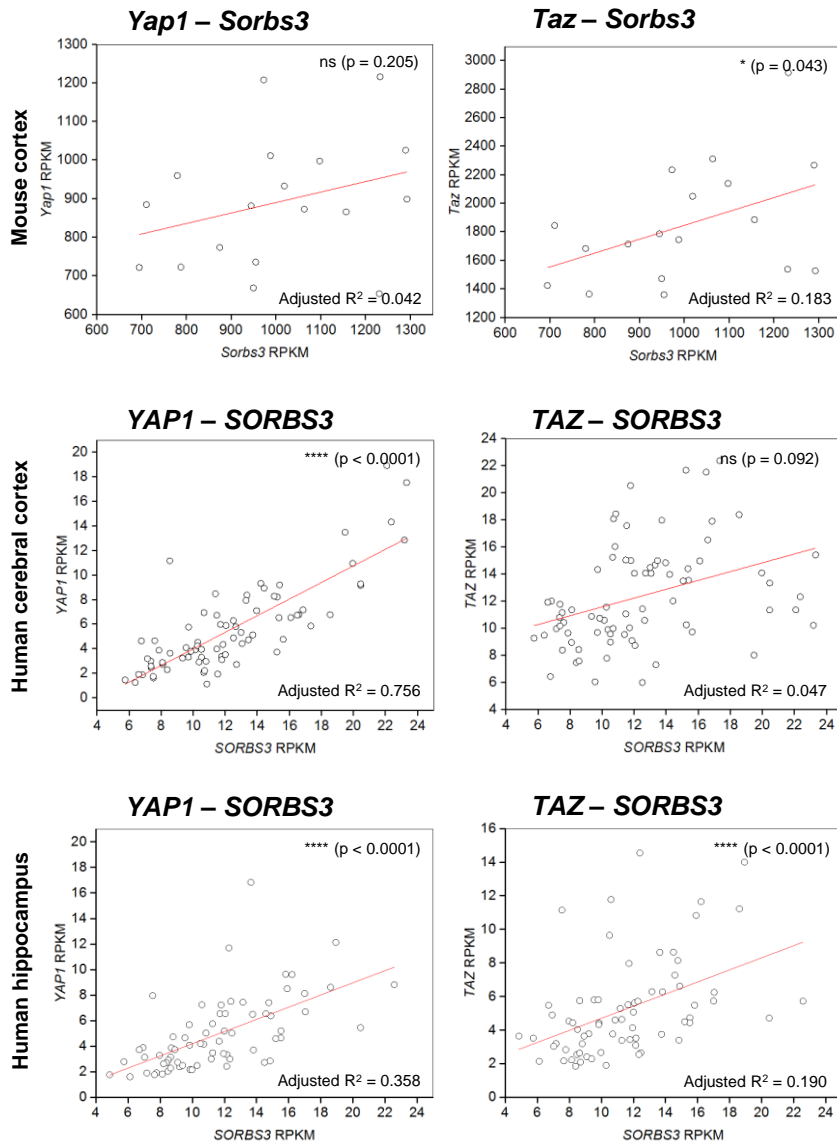 Yap1 – Sorbs3
Taz – Sorbs3
Mouse cortex
1300
1200
1100
1000
900
800
700
600
Yap1 RPKM
ns (p = 0.205)
Adjusted R² = 0.042
600 700 800 900 1000 1100 1200 1300
Sorbs3 RPKM
3000
2800
2600
2400
2200
2000
1800
1600
1400
1200
Taz RPKM
* (p = 0.043)
Adjusted R² = 0.183
600 700 800 900 1000 1100 1200 1300
Sorbs3 RPKM
YAP1 – SORBS3
TAZ – SORBS3
Human cerebral cortex
20
18
16
14
12
10
8
6
4
2
0
YAP1 RPKM
**** (p < 0.0001)
Adjusted R² = 0.756
4 6 8 10 12 14 16 18 20 22 24
SORBS3 RPKM
24
22
20
18
16
14
12
10
8
6
4
TAZ RPKM
ns (p = 0.092)
Adjusted R² = 0.047
4 6 8 10 12 14 16 18 20 22 24
SORBS3 RPKM
YAP1 – SORBS3
TAZ – SORBS3
Human hippocampus
20
18
16
14
12
10
8
6
4
2
0
YAP1 RPKM
**** (p < 0.0001)
Adjusted R² = 0.358
4 6 8 10 12 14 16 18 20 22 24
SORBS3 RPKM
16
14
12
10
8
6
4
2
0
TAZ RPKM
**** (p < 0.0001)
Adjusted R² = 0.190
4 6 8 10 12 14 16 18 20 22 24
SORBS3 RPKM